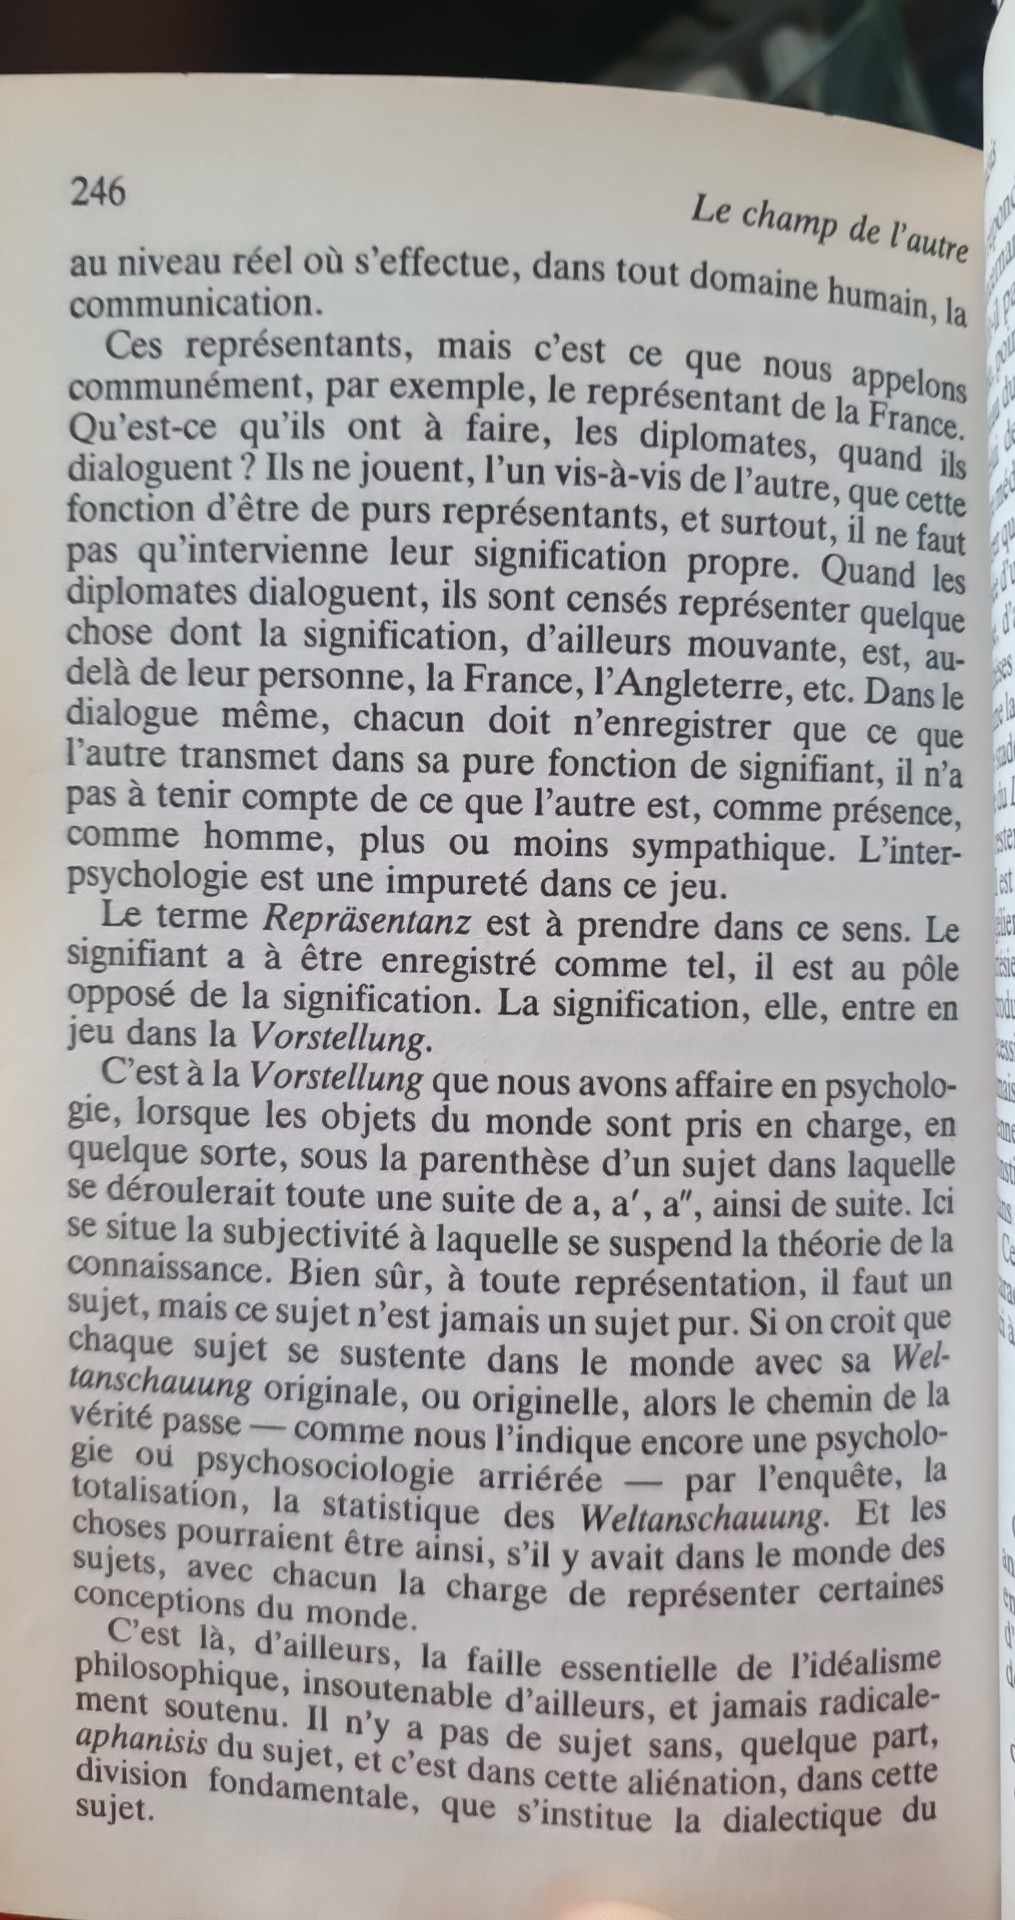 246
Le champ de l'autre
au niveau réel où s'effectue, dans tout domaine humain, la
communication.
Ces représentants, mais c'est ce que nous appelons
communément, par exemple, le représentant de la France.
Qu'est-ce qu'ils ont à faire, les diplomates, quand ils
dialoguent ? Ils ne jouent, l'un vis-à-vis de l'autre, que cette
fonction d'être de purs représentants, et surtout, il ne faut
pas qu'intervienne leur signification propre. Quand les
diplomates dialoguent, ils sont censés représenter quelque
chose dont la signification, d'ailleurs mouvante, est, au-
delà de leur personne, la France, l'Angleterre, etc. Dans le
dialogue même, chacun doit n'enregistrer que ce que
l'autre transmet dans sa pure fonction de signifiant, il n'a
pas à tenir compte de ce que l'autre est, comme présence,
comme homme, plus ou moins sympathique. L'inter-
psychologie est une impureté dans ce jeu.
Le terme Repräsentanz est à prendre dans ce sens. Le
signifiant a à être enregistré comme tel, il est au pôle
opposé de la signification. La signification, elle, entre en
jeu dans la Vorstellung.
C'est à la Vorstellung que nous avons affaire en psycholo-
gie, lorsque les objets du monde sont pris en charge, en
quelque sorte, sous la parenthèse d'un sujet dans laquelle
se déroulerait toute une suite de a, a′, a″, ainsi de suite. Ici
se situe la subjectivité à laquelle se suspend la théorie de la
connaissance. Bien sûr, à toute représentation, il faut un
sujet, mais ce sujet n'est jamais un sujet pur. Si on croit que
chaque sujet se sustente dans le monde avec sa Wel-
tanschauung originale, ou originelle, alors le chemin de la
vérité passe — comme nous l'indique encore une psycholo-
gie ou psychosociologie arriérée — par l'enquête, la
totalisation, la statistique des Weltanschauung. Et les
choses pourraient être ainsi, s'il y avait dans le monde des
sujets, avec chacun la charge de représenter certaines
conceptions du monde.
C'est là, d'ailleurs, la faille essentielle de l'idéalisme
philosophique, insoutenable d'ailleurs, et jamais radicale-
ment soutenu. Il n'y a pas de sujet sans, quelque part,
aphanisis du sujet, et c'est dans cette aliénation, dans cette
division fondamentale, que s'institue la dialectique du
sujet.